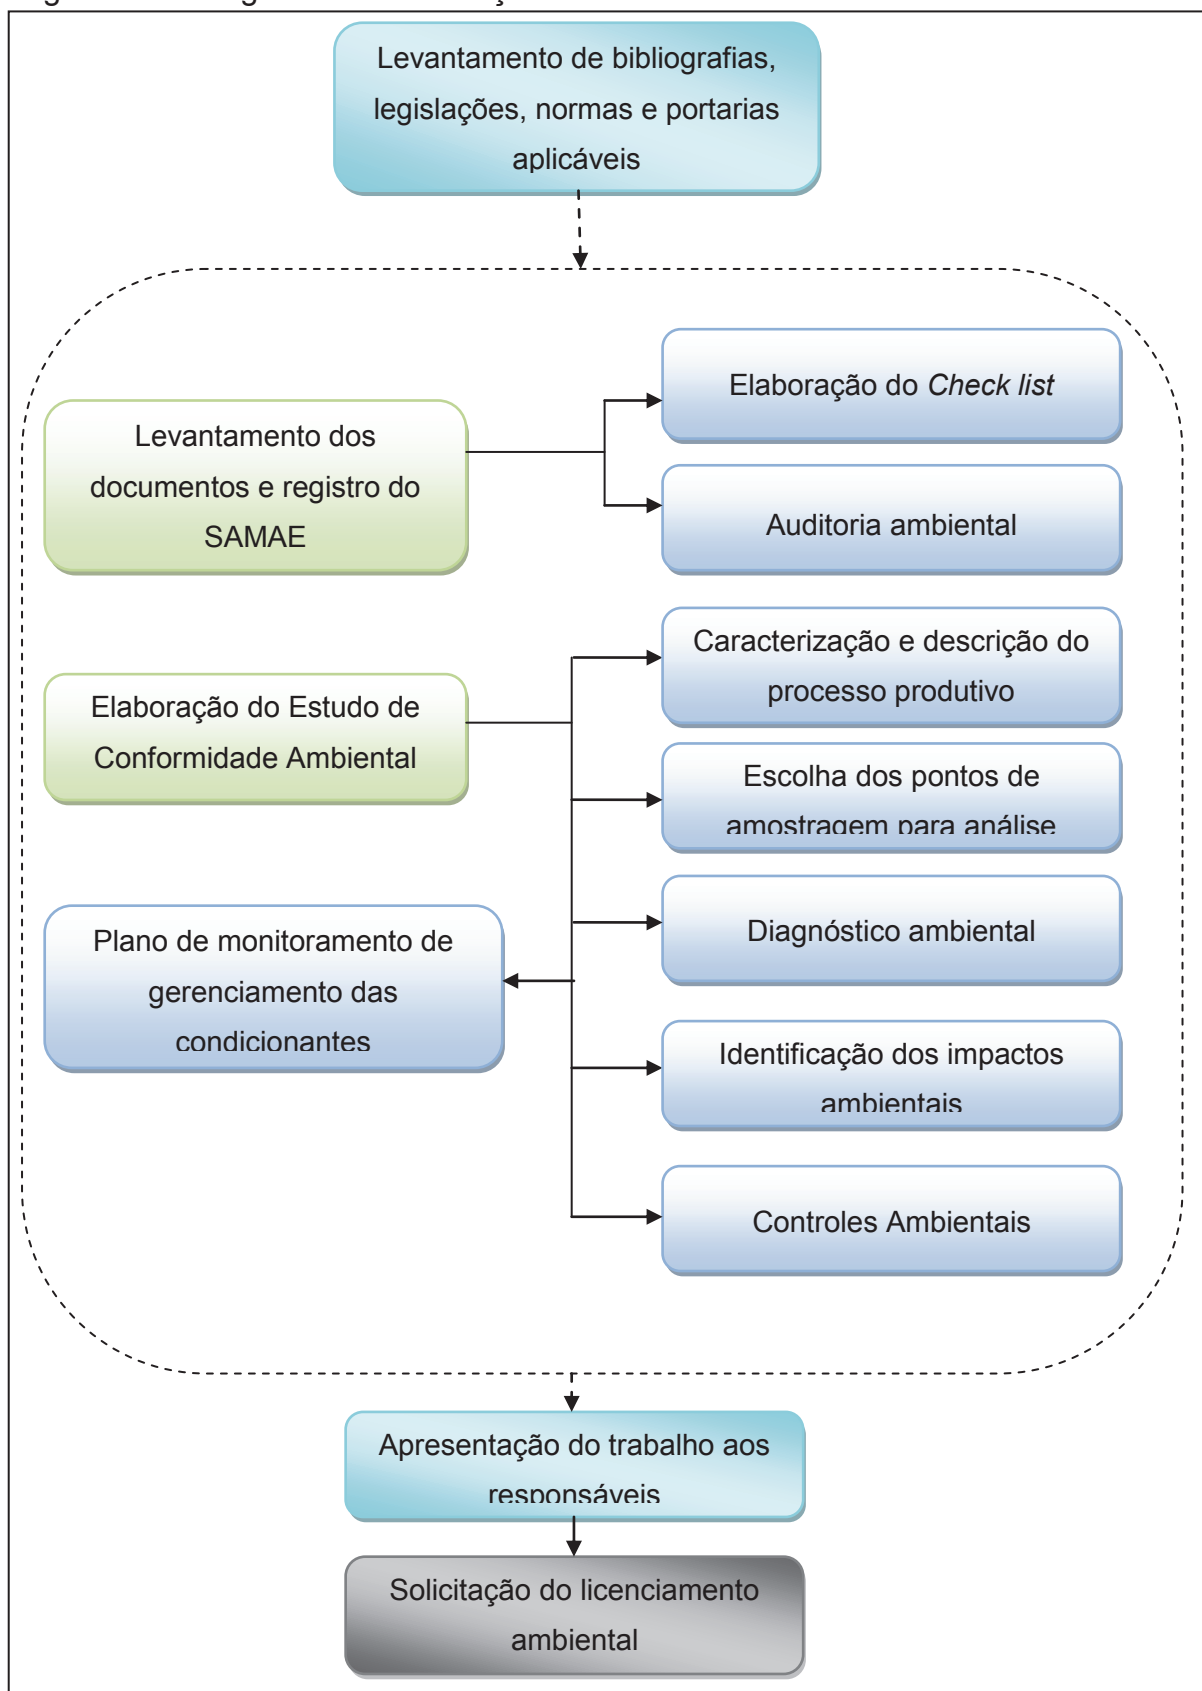 Levantamento de bibliografias,
legislações, normas e portarias
aplicáveis
Levantamento dos
documentos e registro do
SAMAE
Elaboração do Check list
Auditoria ambiental
Elaboração do Estudo de
Conformidade Ambiental
Caracterização e descrição do
processo produtivo
Escolha dos pontos de
amostragem para análise
Diagnóstico ambiental
Plano de monitoramento de
gerenciamento das
condicionantes
Identificação dos impactos
ambientais
Controles Ambientais
Apresentação do trabalho aos
responsáveis
Solicitação do licenciamento
ambiental